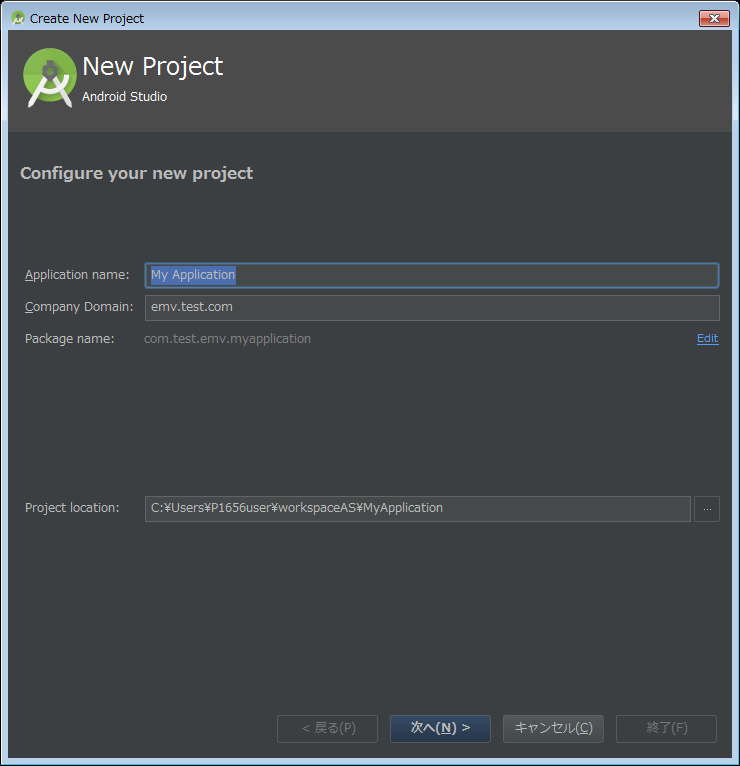 Create New Project
New Project
Android Studio
Configure your new project
Application name: My Application
Company Domain: emv.test.com
Package name: com.test.emv.myapplication Edit
Project location: C:¥Users¥P1656user¥workspaceAS¥MyApplication ...
< 戻る(P) 次へ(N) > キャンセル(C) 終了(F)